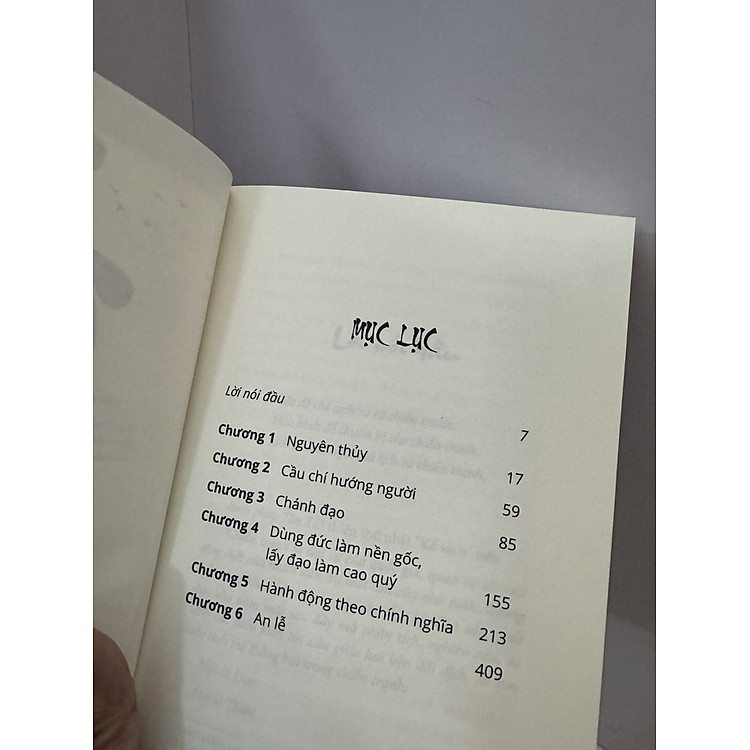 MỤC LỤC
Lời nói đầu 7
Chương 1 Nguyên thủy 17
Chương 2 Cầu chí hướng người 59
Chương 3 Chánh đạo 85
Chương 4 Dùng đức làm nền gốc,
lấy đạo làm cao quý 155
Chương 5 Hành động theo chính nghĩa 213
Chương 6 An lễ 409